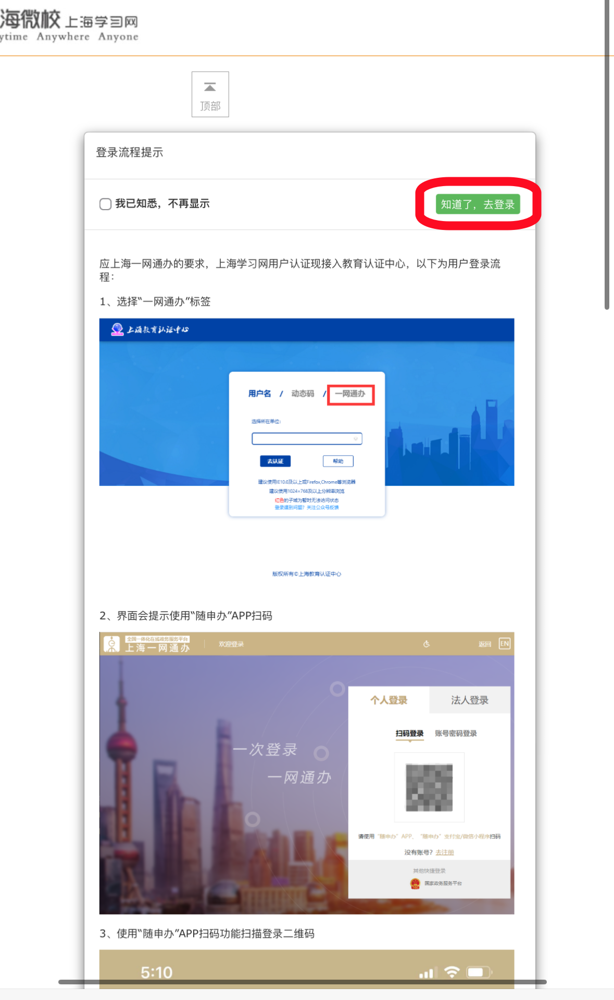 海微校 上海学习网
ytime Anywhere Anyone
顶部
登录流程提示
我已知悉，不再显示
知道了，去登录
应上海一网通办的要求，上海学习网用户认证现接入教育认证中心，以下为用户登录流
程：
1、选择“一网通办”标签
上海教育认证中心
用户名 / 动态码 / 一网通办
选择所在单位:
去认证
帮助
建议使用IE10.0及以上或Firefox,Chrome等浏览器
建议使用1024×768及以上分辨率浏览
红色的子域为暂时无法访问状态
登录遇到问题？关注公众号反馈
版权所有©上海教育认证中心
2、界面会提示使用“随申办”APP扫码
全国一体化在线政务服务平台
上海一网通办
欢迎登录
返回
EN
个人登录
法人登录
扫码登录 账号密码登录
一次登录
一网通办
请使用“随申办”APP、“随申办”支付宝/微信小程序扫码
没有账号？去注册
其他快捷登录
国家政务服务平台
3、使用“随申办”APP扫码功能扫描登录二维码
5:10